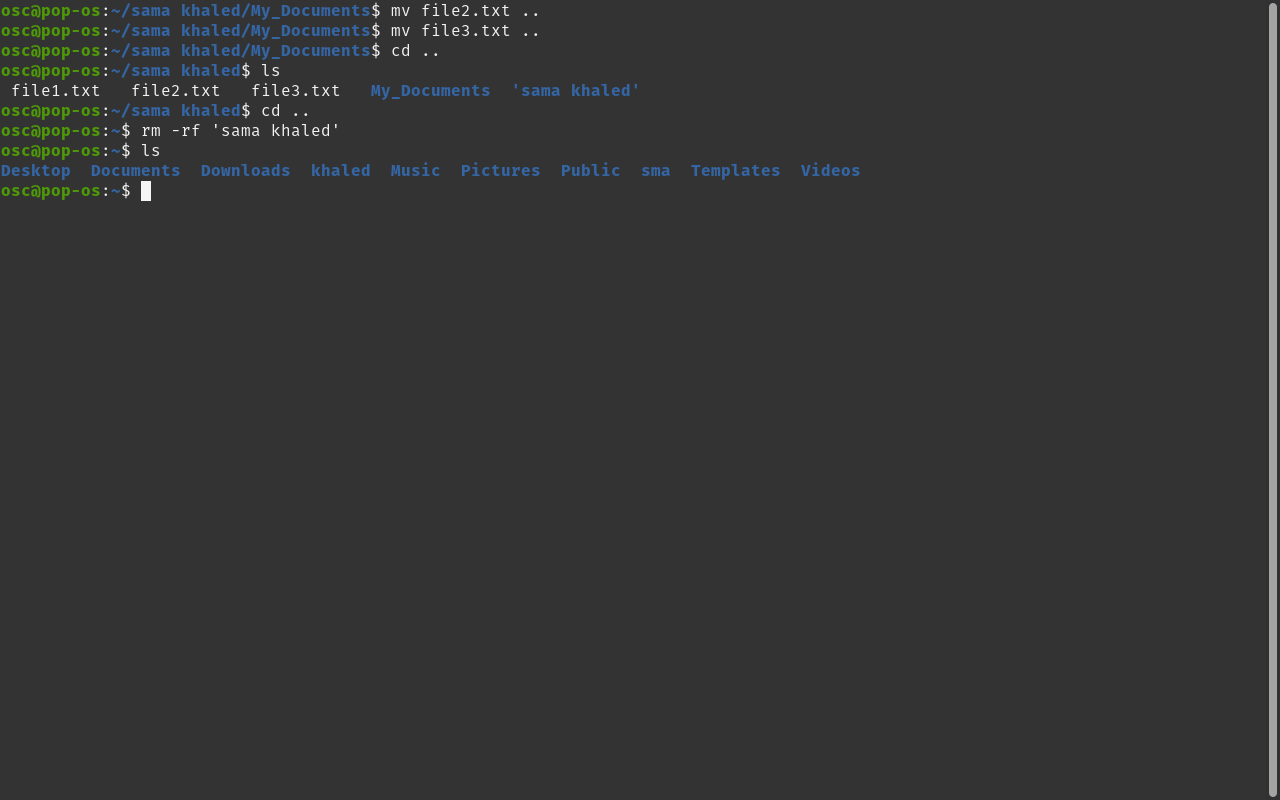 osc@pop-os:~/sama khaled/My_Documents$ mv file2.txt ..
osc@pop-os:~/sama khaled/My_Documents$ mv file3.txt ..
osc@pop-os:~/sama khaled/My_Documents$ cd ..
osc@pop-os:~/sama khaled$ ls
 file1.txt   file2.txt   file3.txt   My_Documents  'sama khaled'
osc@pop-os:~/sama khaled$ cd ..
osc@pop-os:~$ rm -rf 'sama khaled'
osc@pop-os:~$ ls
Desktop  Documents  Downloads  khaled  Music  Pictures  Public  sma  Templates  Videos
osc@pop-os:~$